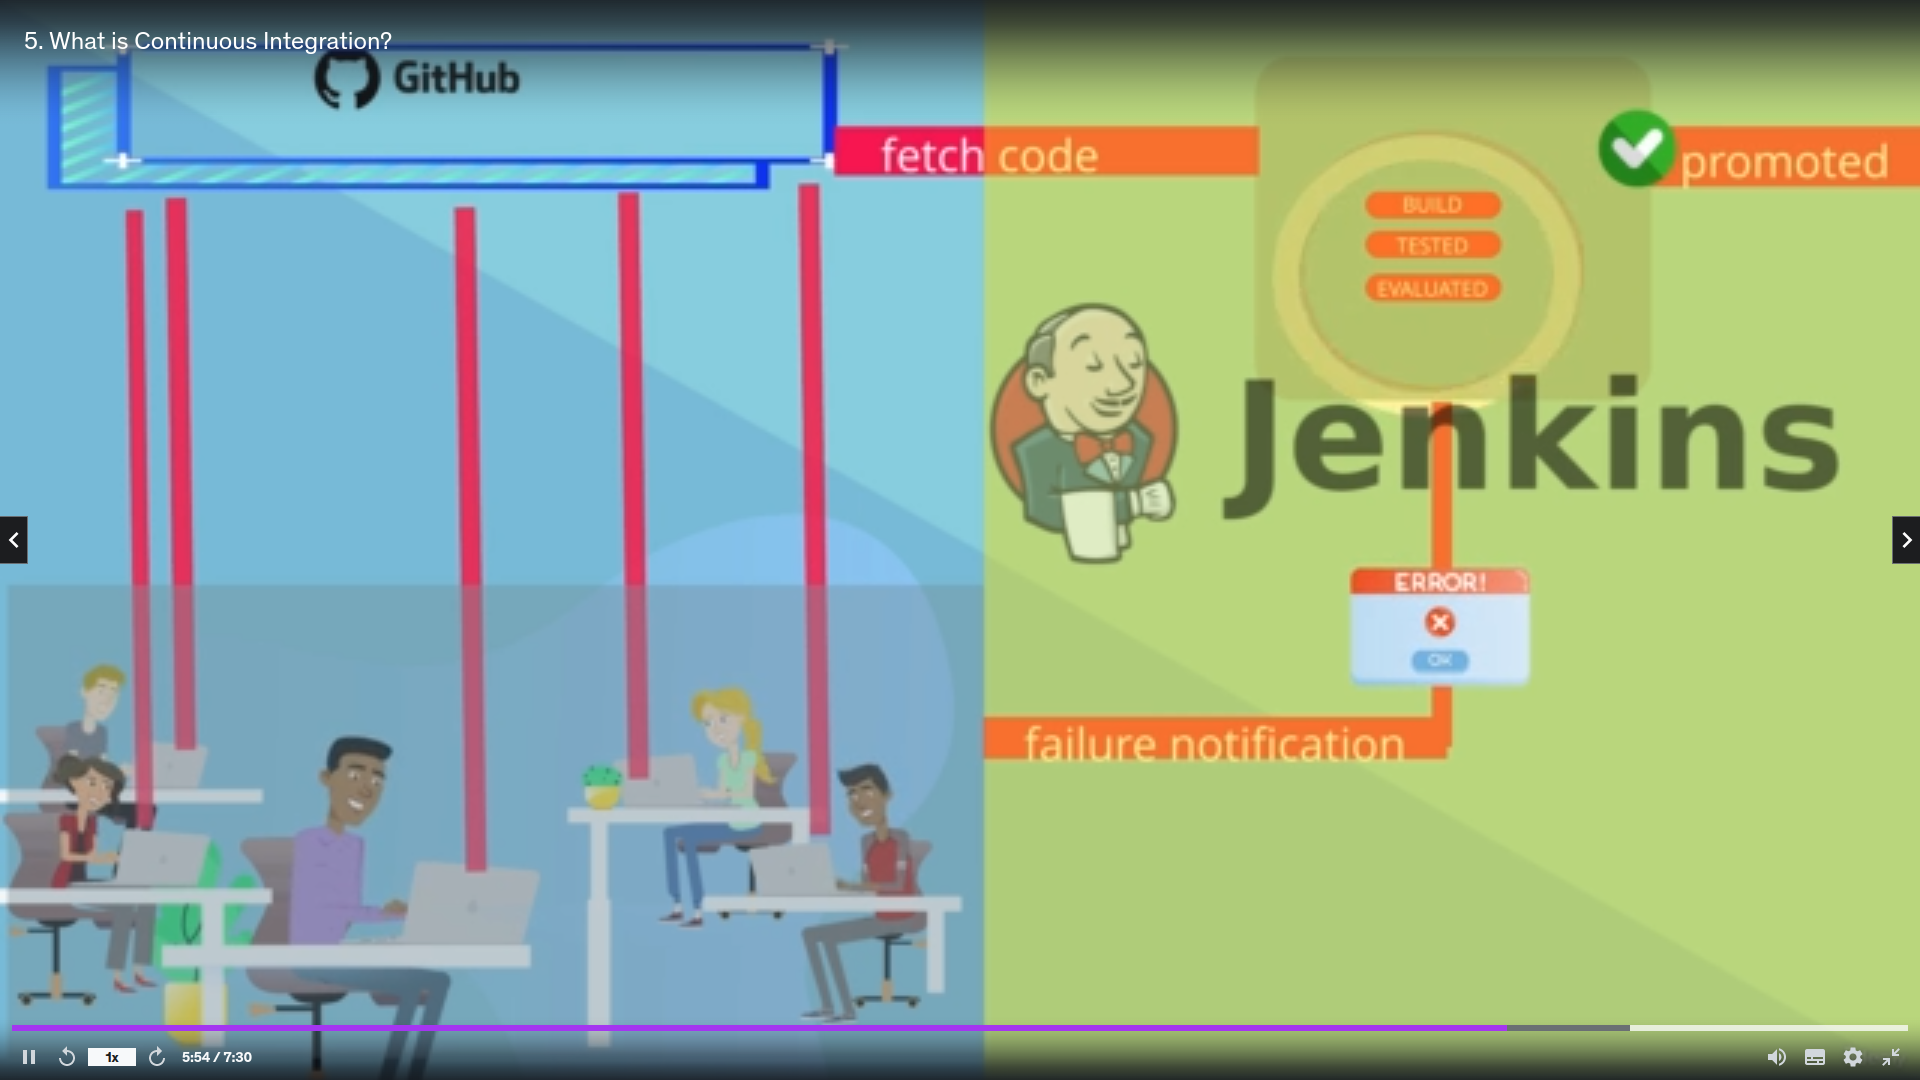 5. What is Continuous Integration?
GitHub
fetch code
promoted
BUILD
TESTED
EVALUATED
Jenkins
ERROR!
OK
failure notification
1x
5:54 / 7:30